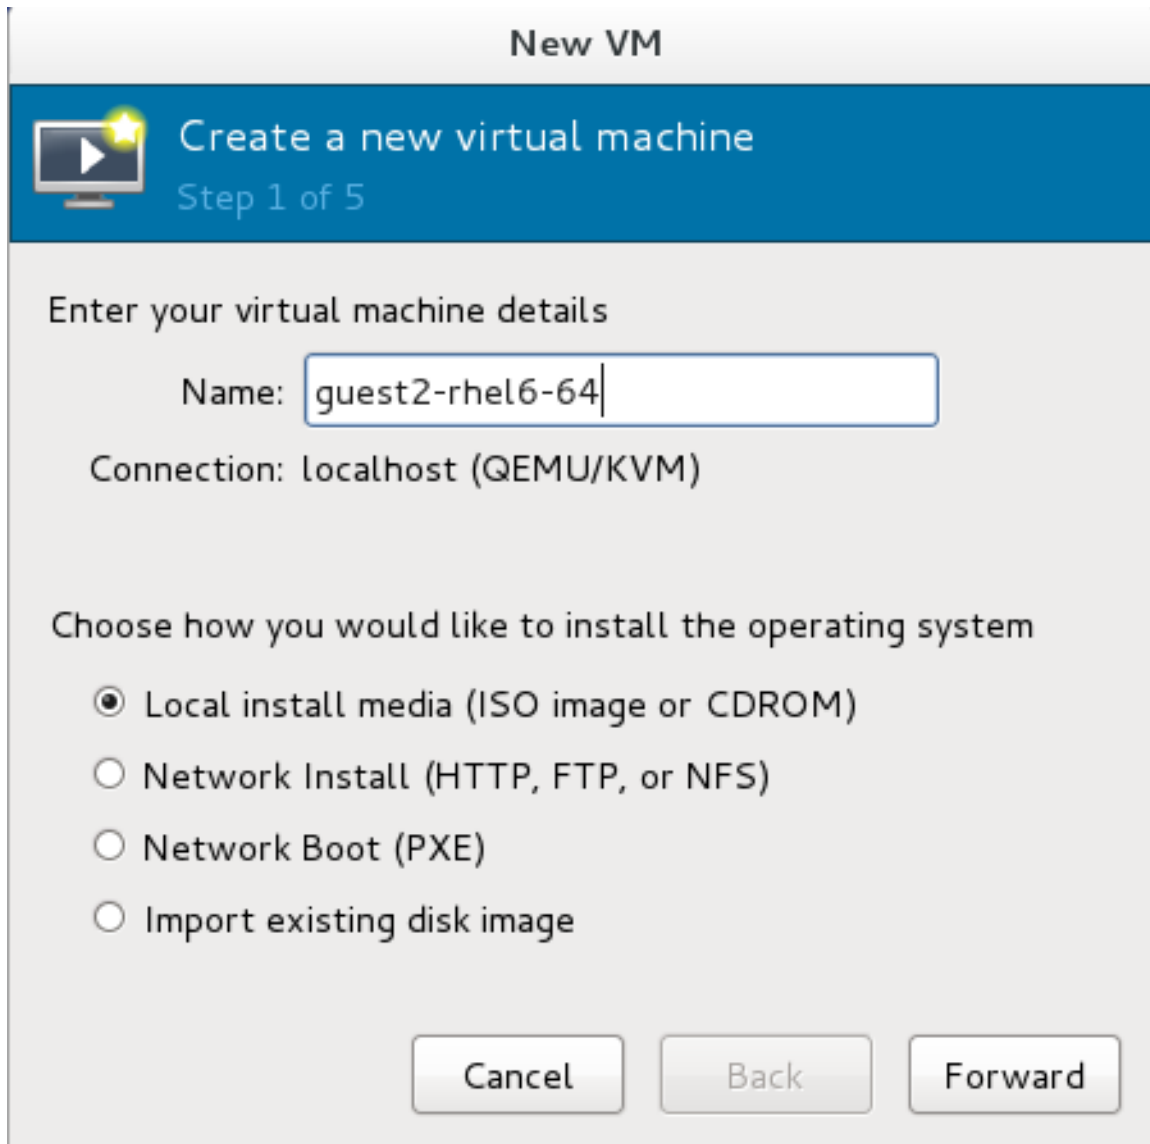 New VM
Create a new virtual machine
Step 1 of 5
Enter your virtual machine details
Name: guest2-rhel6-64
Connection: localhost (QEMU/KVM)
Choose how you would like to install the operating system
Local install media (ISO image or CDROM)
Network Install (HTTP, FTP, or NFS)
Network Boot (PXE)
Import existing disk image
Cancel Back Forward